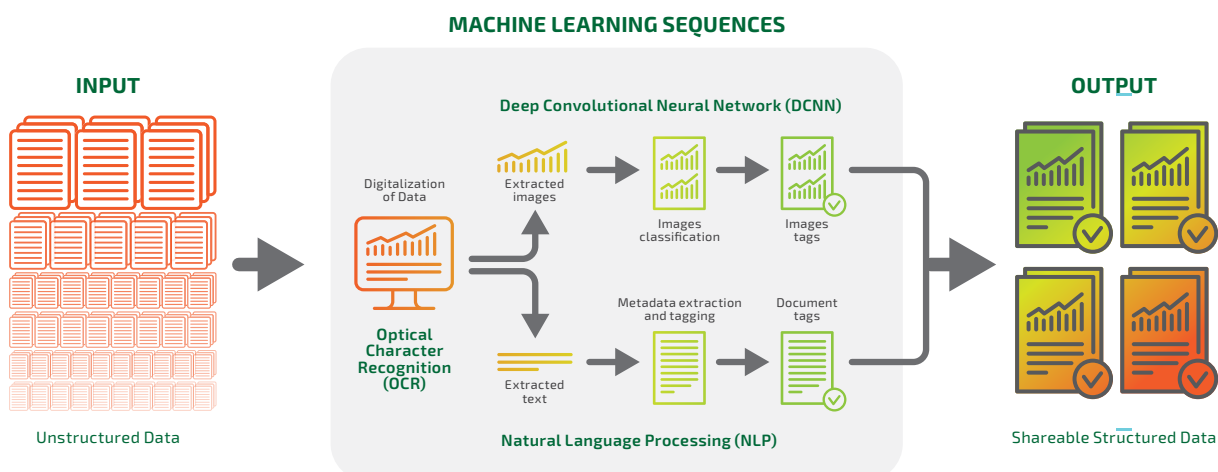 MACHINE LEARNING SEQUENCES
INPUT
Unstructured Data
Digitalization
of Data
Optical
Character
Recognition
(OCR)
Deep Convolutional Neural Network (DCNN)
Extracted
images
Images
classification
Images
tags
Extracted
text
Metadata extraction
and tagging
Document
tags
Natural Language Processing (NLP)
OUTPUT
Shareable Structured Data